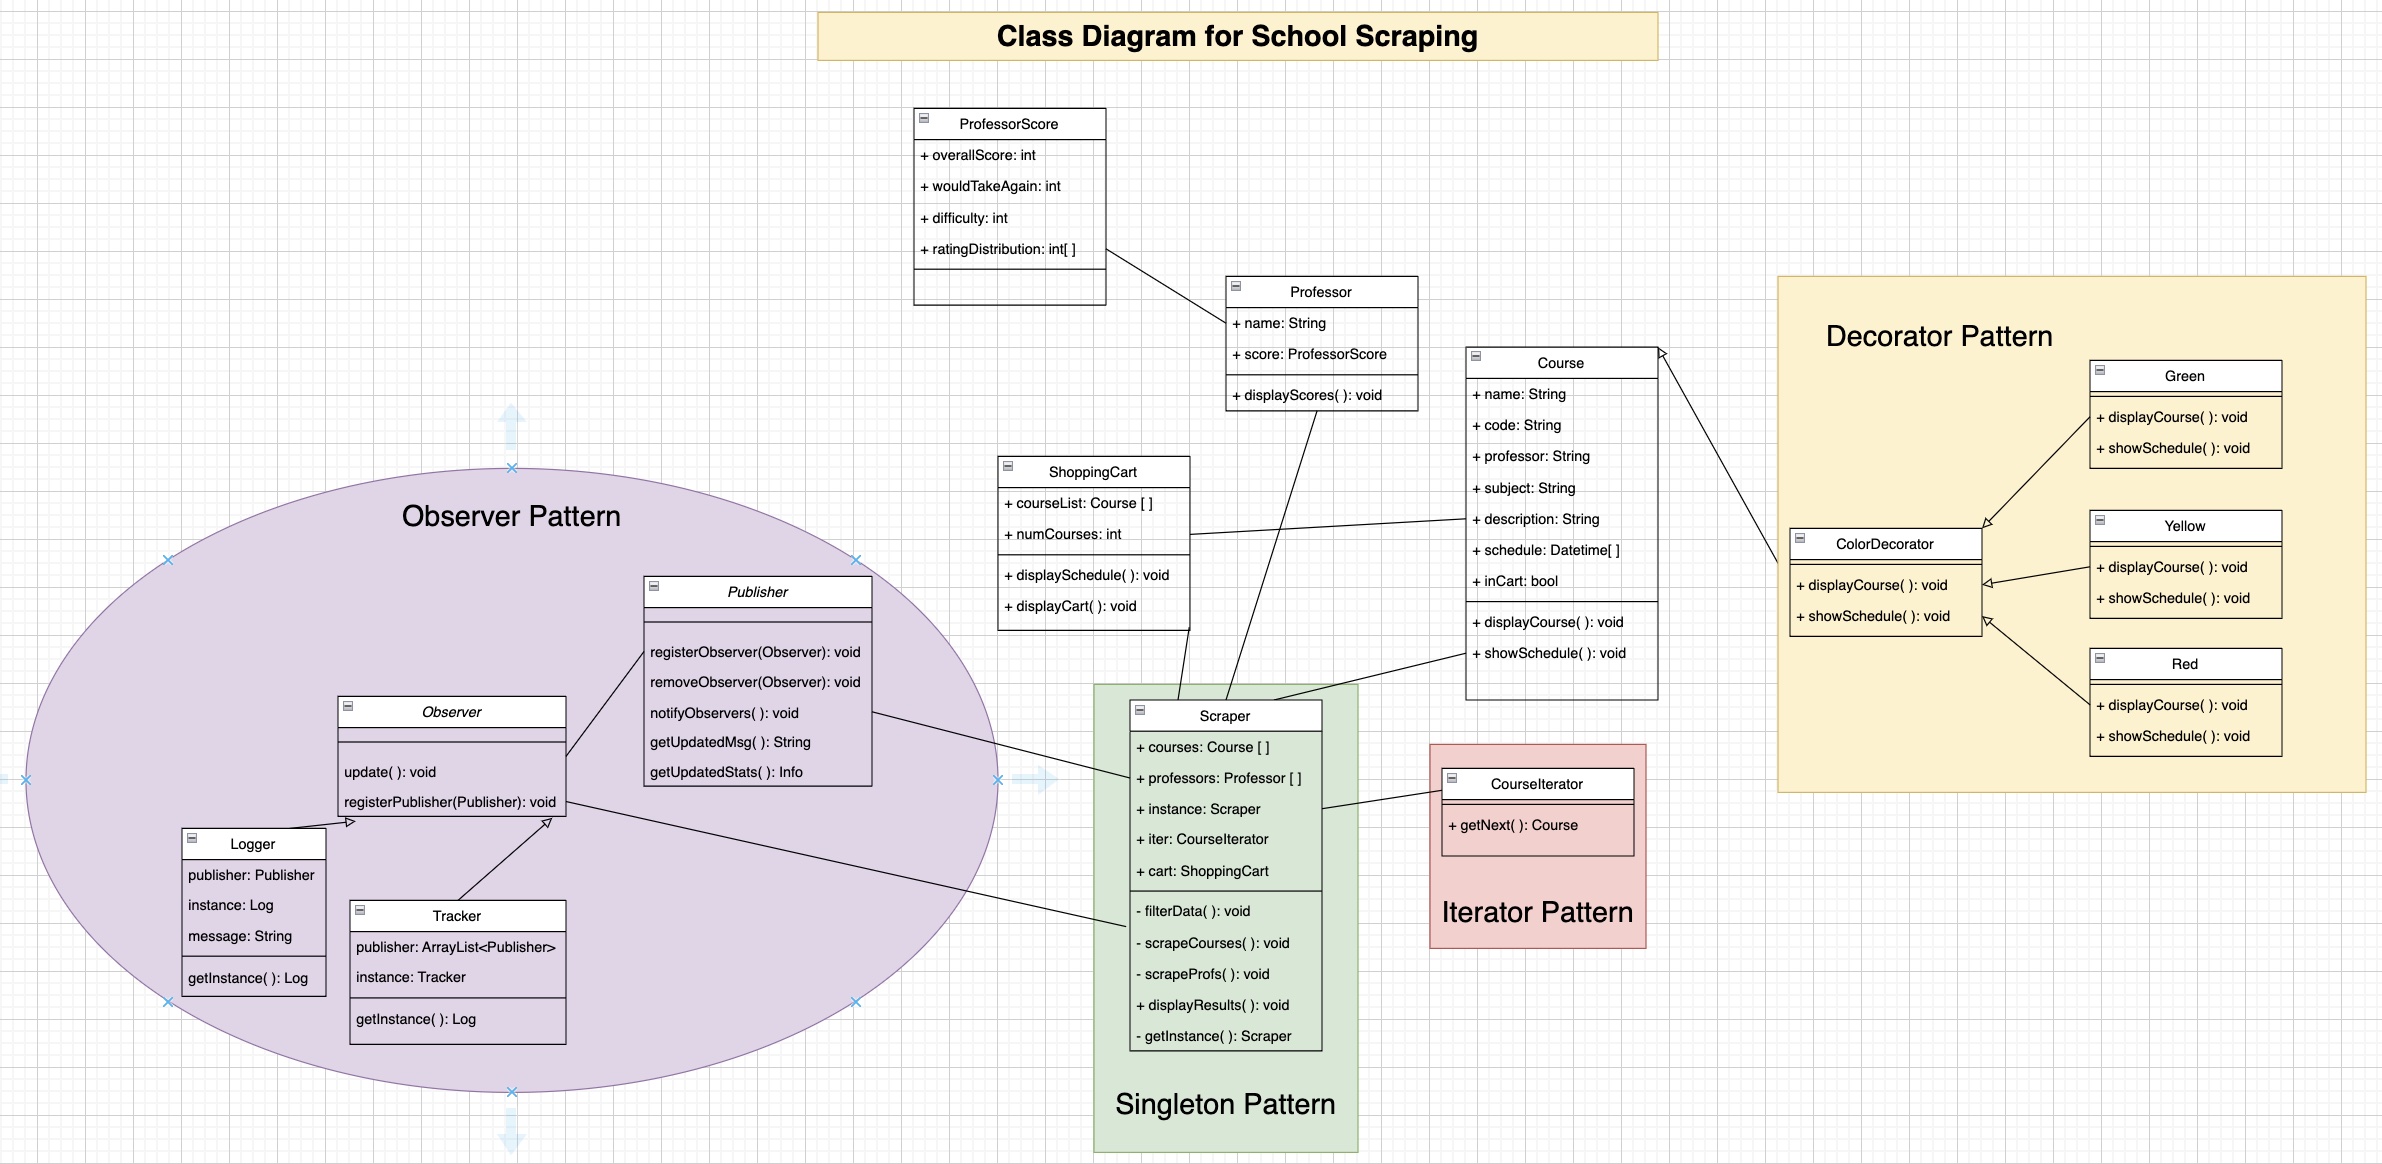 Class Diagram for School Scraping
ProfessorScore
+ overallScore: int
+ wouldTakeAgain: int
+ difficulty: int
+ ratingDistribution: int[ ]
Professor
+ name: String
+ score: ProfessorScore
+ displayScores( ): void
Course
+ name: String
+ code: String
+ professor: String
+ subject: String
+ description: String
+ schedule: Datetime[ ]
+ inCart: bool
+ displayCourse( ): void
+ showSchedule( ): void
ShoppingCart
+ courseList: Course [ ]
+ numCourses: int
+ displaySchedule( ): void
+ displayCart( ): void
Decorator Pattern
Green
+ displayCourse( ): void
+ showSchedule( ): void
Yellow
+ displayCourse( ): void
+ showSchedule( ): void
ColorDecorator
+ displayCourse( ): void
+ showSchedule( ): void
Red
+ displayCourse( ): void
+ showSchedule( ): void
Observer Pattern
Publisher
registerObserver(Observer): void
removeObserver(Observer): void
notifyObservers( ): void
getUpdatedMsg( ): String
getUpdatedStats( ): Info
Observer
update( ): void
registerPublisher(Publisher): void
Logger
publisher: Publisher
instance: Log
message: String
getInstance( ): Log
Tracker
publisher: ArrayList<Publisher>
instance: Tracker
getInstance( ): Log
Scraper
+ courses: Course [ ]
+ professors: Professor [ ]
+ instance: Scraper
+ iter: CourseIterator
+ cart: ShoppingCart
- filterData( ): void
- scrapeCourses( ): void
- scrapeProfs( ): void
+ displayResults( ): void
- getInstance( ): Scraper
Singleton Pattern
CourseIterator
+ getNext( ): Course
Iterator Pattern